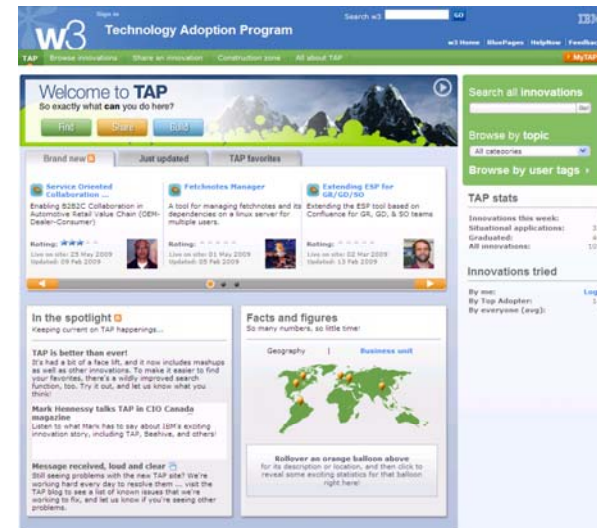 Sign in
Search w3
GO
IBM
w3
Technology Adoption Program
w3 Home BluePages HelpNow Feedbac
TAP Browse innovations Share an innovation Construction zone All about TAP
MyTAP
Welcome to TAP
So exactly what can you do here?
Find Share Build
Search all innovations
Go!
Browse by topic
All categories
Browse by user tags
Brand new Just updated TAP favorites
Service Oriented Collaboration ...
Enabling B2B2C Collaboration in
Automotive Retail Value Chain (OEM-
Dealer-Consumer)
Rating:
Live on site: 25 May 2009
Updated: 09 Feb 2009
Fetchnotes Manager
A tool for managing fetchnotes and its
dependencies on a linux server for
multiple users.
Rating:
Live on site: 01 May 2009
Updated: 05 Feb 2009
Extending ESP for
GR/GD/SO
Extending the ESP tool based on
Confluence for GR, GD, & SO teams
Rating:
Live on site: 02 Mar 2009
Updated: 13 Feb 2009
TAP stats
Innovations this week:
Situational applications: 3
Graduated: 4
All innovations: 10
Innovations tried
By me: Log
By Top Adopter: 1
By everyone (avg):
In the spotlight
Keeping current on TAP happenings...
TAP is better than ever!
It's had a bit of a face lift, and it now includes mashups
as well as other innovations. To make it easier to find
your favorites, there's a wildly improved search
function, too. Try it out, and let us know what you
think!
Mark Hennessy talks TAP in CIO Canada
magazine
Listen to what Mark has to say about IBM's exciting
innovation story, including TAP, Beehive, and others!
Message received, loud and clear
Still seeing problems with the new TAP site? We're
working hard every day to resolve them ... visit the
TAP blog to see a list of known issues that we're
working to fix, and let us know if you're seeing other
problems.
Facts and figures
So many numbers, so little time!
Geography | Business unit
Rollover an orange balloon above
for its description or location, and then click to
reveal some exciting statistics for that balloon
right here!